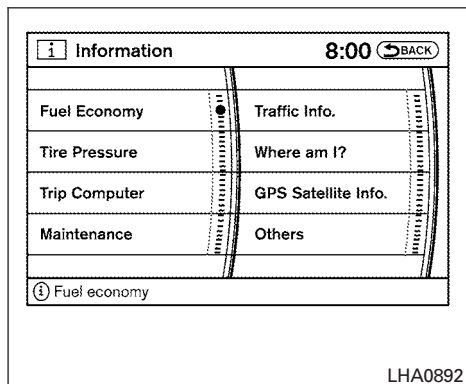 i Information 8:00 BACK
Fuel Economy Traffic Info.
Tire Pressure Where am I?
Trip Computer GPS Satellite Info.
Maintenance Others
i Fuel economy
LHA0892